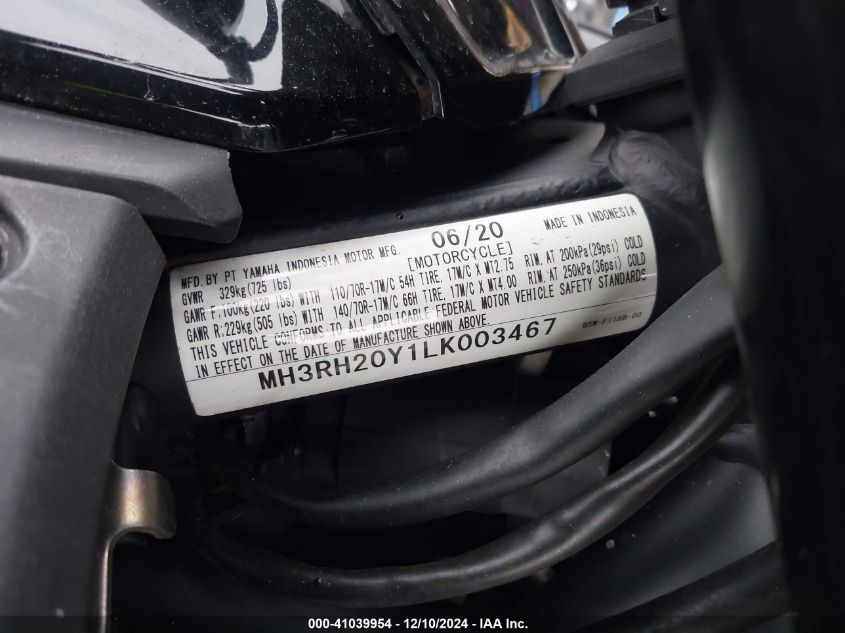 MFD. BY PT YAMAHA INDONESIA MOTOR MFG. 06/20 MADE IN INDONESIA
GVWR 329kg(725 lbs) [MOTORCYCLE]
GAWR F:100kg(220 lbs) WITH 110/70R-17M/C 54H TIRE, 17M/C X MT2.75 RIM, AT 200kPa(29psi) COLD
GAWR R:229kg(505 lbs) WITH 140/70R-17M/C 66H TIRE, 17M/C X MT4.00 RIM, AT 250kPa(36psi) COLD
THIS VEHICLE CONFORMS TO ALL APPLICABLE FEDERAL MOTOR VEHICLE SAFETY STANDARDS
IN EFFECT ON THE DATE OF MANUFACTURE SHOWN ABOVE.
MH3RH20Y1LK003467 B5W-F118B-00
000-41039954 - 12/10/2024 - IAA Inc.